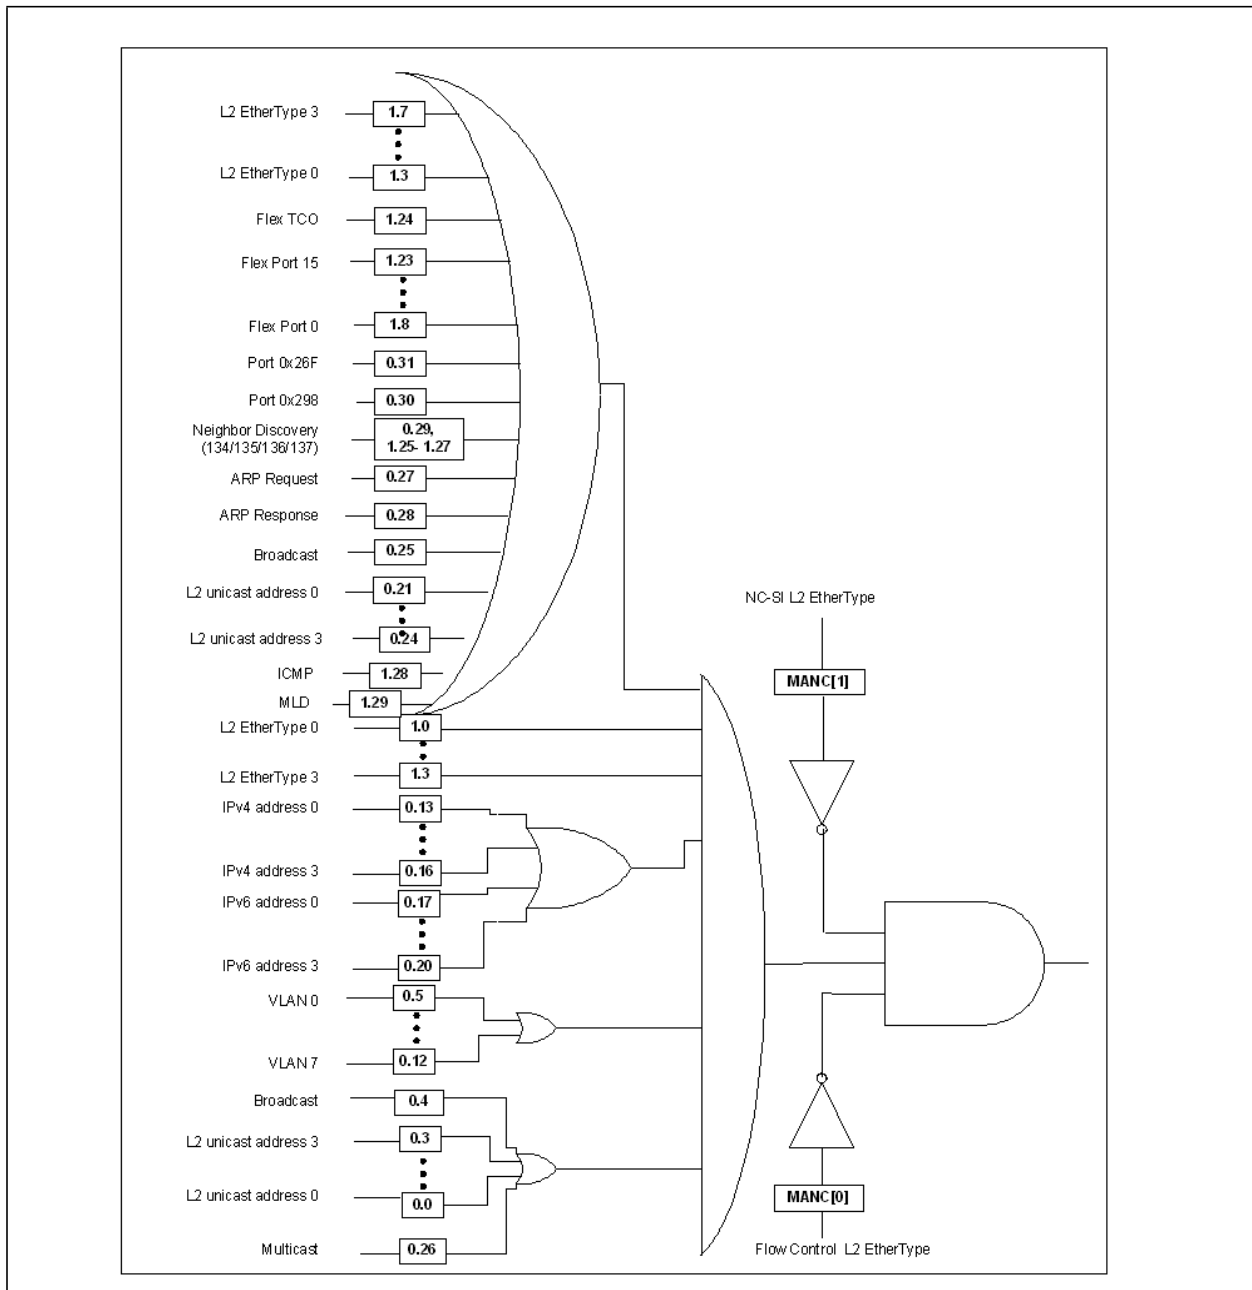 L2 EtherType 3 1.7
L2 EtherType 0 1.3
Flex TCO 1.24
Flex Port 15 1.23
Flex Port 0 1.8
Port 0x26F 0.31
Port 0x298 0.30
Neighbor Discovery 0.29,
(134/135/136/137) 1.25- 1.27
ARP Request 0.27
ARP Response 0.28
Broadcast 0.25
L2 unicast address 0 0.21
L2 unicast address 3 0.24
ICMP 1.28
MLD 1.29
L2 EtherType 0 1.0
L2 EtherType 3 1.3
IPv4 address 0 0.13
IPv4 address 3 0.16
IPv6 address 0 0.17
IPv6 address 3 0.20
VLAN 0 0.5
VLAN 7 0.12
Broadcast 0.4
L2 unicast address 3 0.3
L2 unicast address 0 0.0
Multicast 0.26
NC-SI L2 EtherType
MANC[1]
MANC[0]
Flow Control L2 EtherType